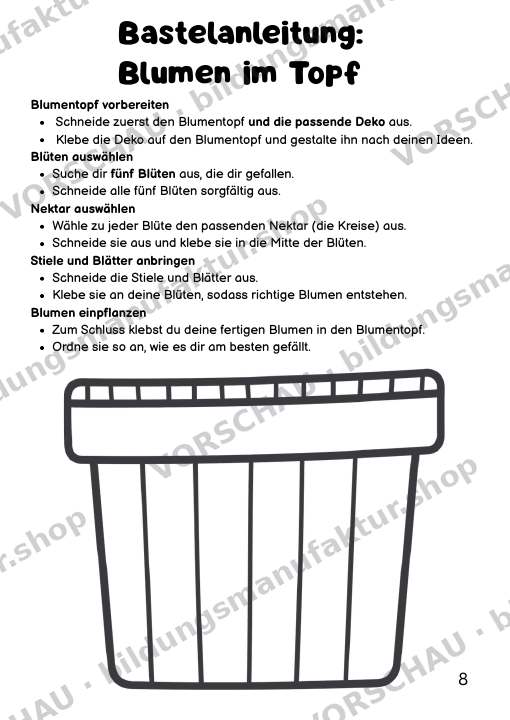 Bastelanleitung:
Blumen im Topf
Blumentopf vorbereiten
• Schneide zuerst den Blumentopf und die passende Deko aus.
• Klebe die Deko auf den Blumentopf und gestalte ihn nach deinen Ideen.
Blüten auswählen
• Suche dir fünf Blüten aus, die dir gefallen.
• Schneide alle fünf Blüten sorgfältig aus.
Nektar auswählen
• Wähle zu jeder Blüte den passenden Nektar (die Kreise) aus.
• Schneide sie aus und klebe sie in die Mitte der Blüten.
Stiele und Blätter anbringen
• Schneide die Stiele und Blätter aus.
• Klebe sie an deine Blüten, sodass richtige Blumen entstehen.
Blumen einpflanzen
• Zum Schluss klebst du deine fertigen Blumen in den Blumentopf.
• Ordne sie so an, wie es dir am besten gefällt.
VORSCHAU · bildungsmanufaktur.shop
8